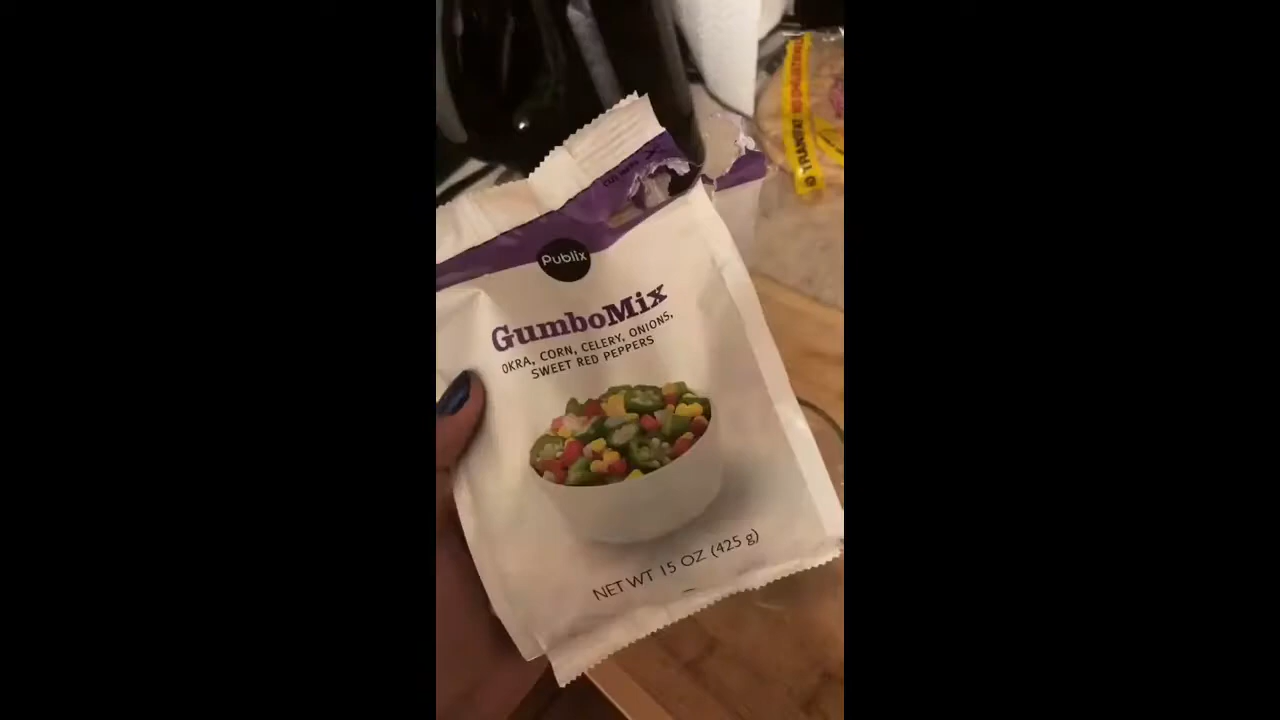 Publix
GumboMix
OKRA, CORN, CELERY, ONIONS,
SWEET RED PEPPERS
NET WT 15 OZ (425 g)